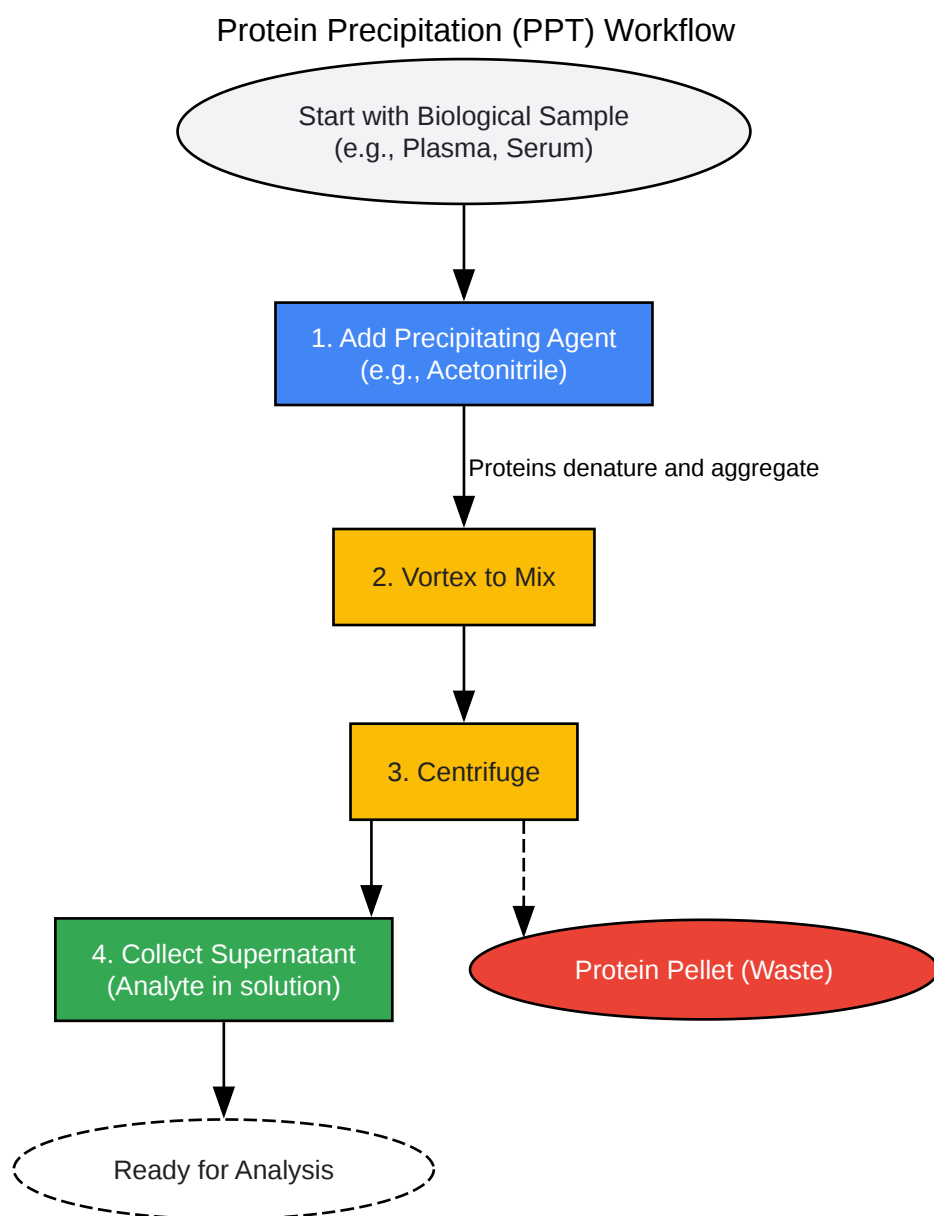 Protein Precipitation (PPT) Workflow
Start with Biological Sample
(e.g., Plasma, Serum)
1. Add Precipitating Agent
(e.g., Acetonitrile)
Proteins denature and aggregate
2. Vortex to Mix
3. Centrifuge
4. Collect Supernatant
(Analyte in solution)
Protein Pellet (Waste)
Ready for Analysis